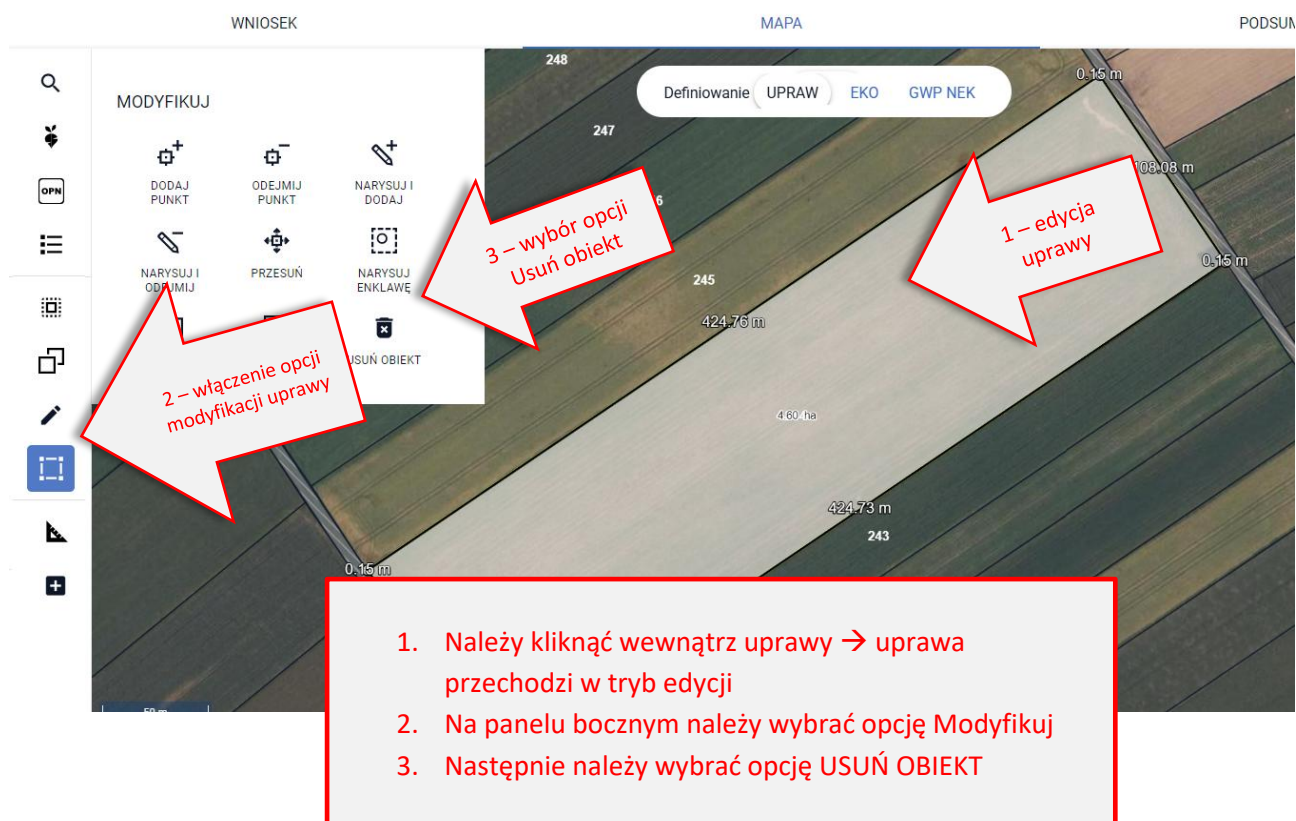 WNIOSEK
MAPA
PODSUM
MODYFIKUJ
DODAJ
PUNKT
ODEJMIJ
PUNKT
NARYSUJ I
DODAJ
NARYSUJ I
ODEJMIJ
PRZESUŃ
NARYSUJ
ENKLAWĘ
USUŃ OBIEKT
OPN
Definiowanie UPRAW EKO GWP NEK
248
247
6
245
243
0.15 m
108.08 m
0.15 m
424.76 m
4.60 ha
424.73 m
0.15 m
1 – edycja
uprawy
2 – włączenie opcji
modyfikacji uprawy
3 – wybór opcji
Usuń obiekt
1. Należy kliknąć wewnątrz uprawy → uprawa
przechodzi w tryb edycji
2. Na panelu bocznym należy wybrać opcję Modyfikuj
3. Następnie należy wybrać opcję USUŃ OBIEKT